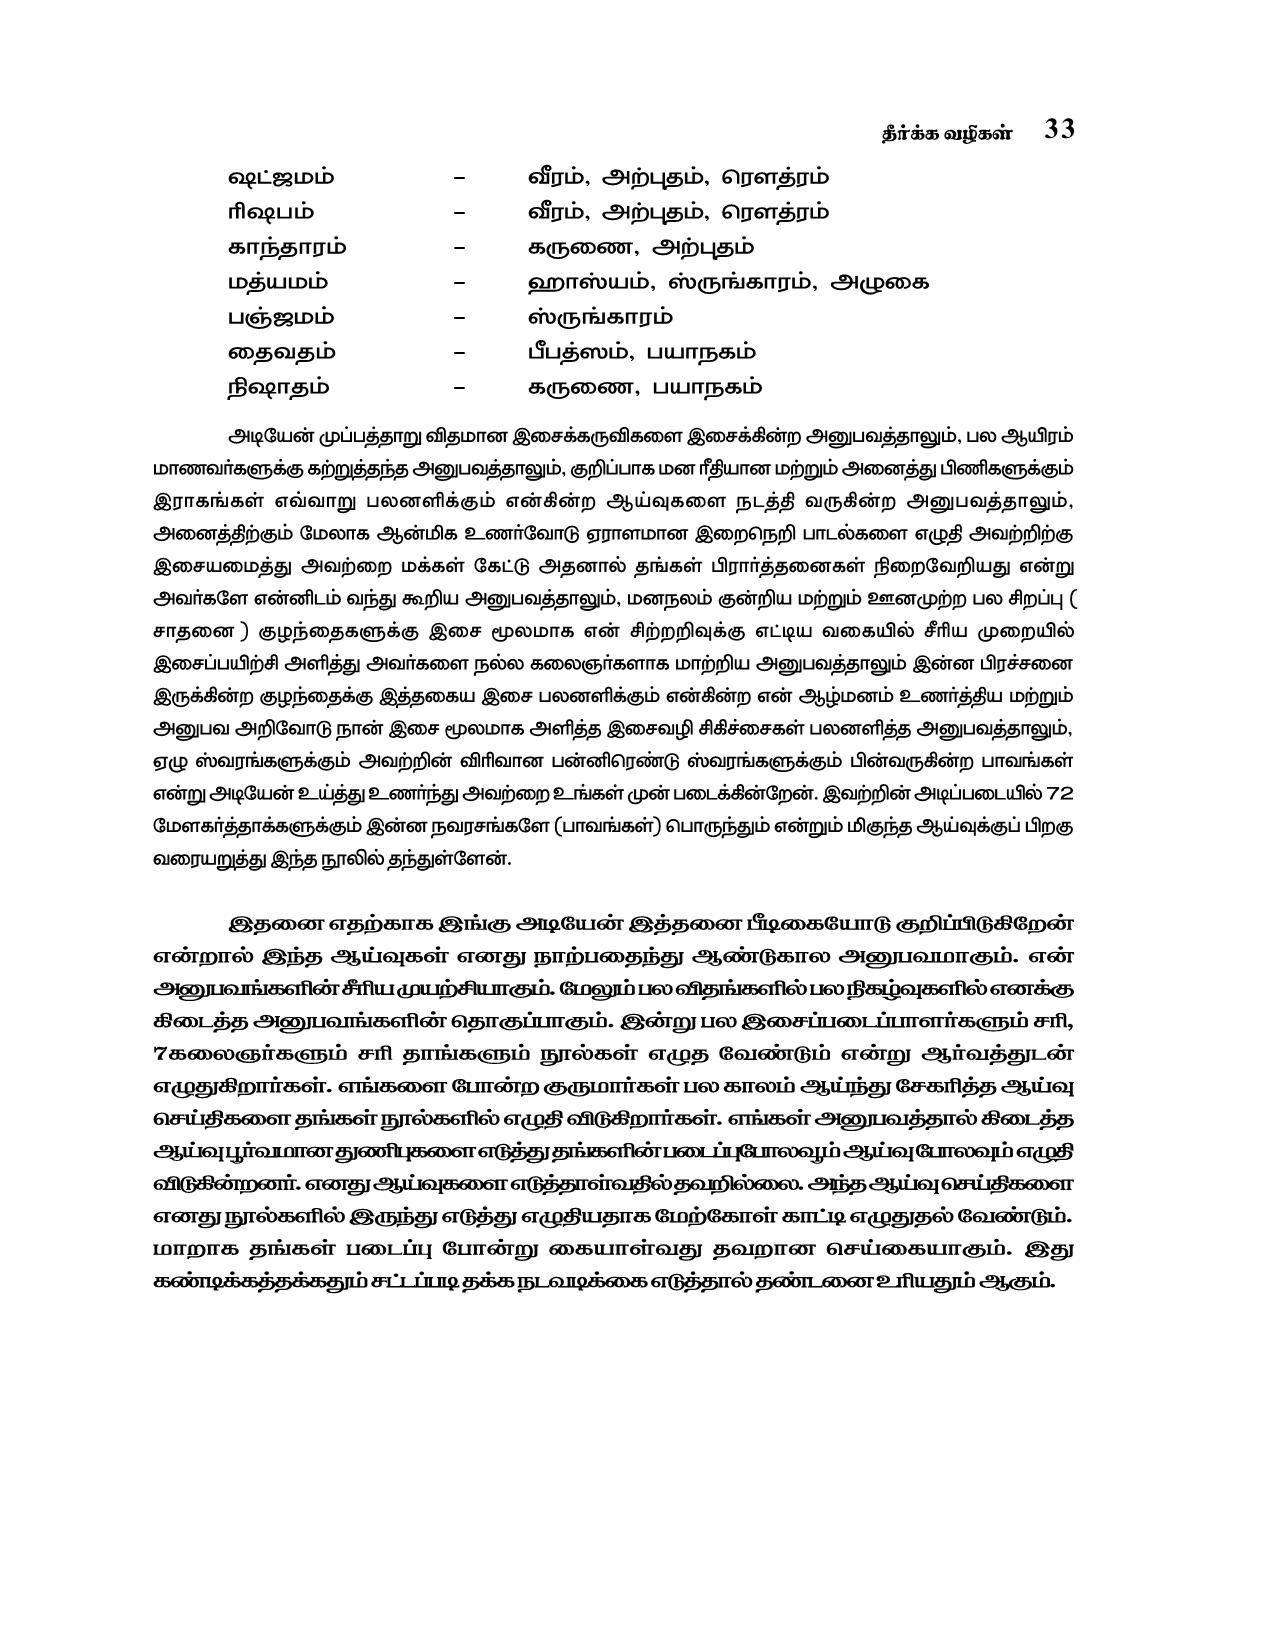 தீர்க்க வழிகள் 33
ஷட்ஜமம் – வீரம், அற்புதம், ரௌத்ரம்
ரிஷபம் – வீரம், அற்புதம், ரௌத்ரம்
காந்தாரம் – கருணை, அற்புதம்
மத்யமம் – ஹாஸ்யம், ஸ்ருங்காரம், அழுகை
பஞ்ஜமம் – ஸ்ருங்காரம்
தைவதம் – பீபத்ஸம், பயாநகம்
நிஷாதம் – கருணை, பயாநகம்
அடியேன் முப்பத்தாறு விதமான இசைக்கருவிகளை இசைக்கின்ற அனுபவத்தாலும், பல ஆயிரம்
மாணவர்களுக்கு கற்றுத்தந்த அனுபவத்தாலும், குறிப்பாக மன ரீதியான மற்றும் அனைத்து பிணிகளுக்கும்
இராகங்கள் எவ்வாறு பலனளிக்கும் என்கின்ற ஆய்வுகளை நடத்தி வருகின்ற அனுபவத்தாலும்,
அனைத்திற்கும் மேலாக ஆன்மிக உணர்வோடு ஏராளமான இறைநெறி பாடல்களை எழுதி அவற்றிற்கு
இசையமைத்து அவற்றை மக்கள் கேட்டு அதனால் தங்கள் பிரார்த்தனைகள் நிறைவேறியது என்று
அவர்களே என்னிடம் வந்து கூறிய அனுபவத்தாலும், மனநலம் குன்றிய மற்றும் ஊனமுற்ற பல சிறப்பு (
சாதனை ) குழந்தைகளுக்கு இசை மூலமாக என் சிற்றறிவுக்கு எட்டிய வகையில் சீரிய முறையில்
இசைப்பயிற்சி அளித்து அவர்களை நல்ல கலைஞர்களாக மாற்றிய அனுபவத்தாலும் இன்ன பிரச்சனை
இருக்கின்ற குழந்தைக்கு இத்தகைய இசை பலனளிக்கும் என்கின்ற என் ஆழ்மனம் உணர்த்திய மற்றும்
அனுபவ அறிவோடு நான் இசை மூலமாக அளித்த இசைவழி சிகிச்சைகள் பலனளித்த அனுபவத்தாலும்,
ஏழு ஸ்வரங்களுக்கும் அவற்றின் விரிவான பன்னிரெண்டு ஸ்வரங்களுக்கும் பின்வருகின்ற பாவங்கள்
என்று அடியேன் உய்த்து உணர்ந்து அவற்றை உங்கள் முன் படைக்கின்றேன். இவற்றின் அடிப்படையில் 72
மேளகர்த்தாக்களுக்கும் இன்ன நவரசங்களே (பாவங்கள்) பொருந்தும் என்றும் மிகுந்த ஆய்வுக்குப் பிறகு
வரையறுத்து இந்த நூலில் தந்துள்ளேன்.
இதனை எதற்காக இங்கு அடியேன் இத்தனை பீடிகையோடு குறிப்பிடுகிறேன்
என்றால் இந்த ஆய்வுகள் எனது நாற்பதைந்து ஆண்டுகால அனுபவமாகும். என்
அனுபவங்களின் சீரிய முயற்சியாகும். மேலும் பல விதங்களில் பல நிகழ்வுகளில் எனக்கு
கிடைத்த அனுபவங்களின் தொகுப்பாகும். இன்று பல இசைப்படைப்பாளர்களும் சரி,
7கலைஞர்களும் சரி தாங்களும் நூல்கள் எழுத வேண்டும் என்று ஆர்வத்துடன்
எழுதுகிறார்கள். எங்களை போன்ற குருமார்கள் பல காலம் ஆய்ந்து சேகரித்த ஆய்வு
செய்திகளை தங்கள் நூல்களில் எழுதி விடுகிறார்கள். எங்கள் அனுபவத்தால் கிடைத்த
ஆய்வு பூர்வமான துணிபுகளை எடுத்து தங்களின் படைப்புபோலவும் ஆய்வு போலவும் எழுதி
விடுகின்றனர். எனது ஆய்வுகளை எடுத்தாள்வதில் தவறில்லை. அந்த ஆய்வு செய்திகளை
எனது நூல்களில் இருந்து எடுத்து எழுதியதாக மேற்கோள் காட்டி எழுதுதல் வேண்டும்.
மாறாக தங்கள் படைப்பு போன்று கையாள்வது தவறான செய்கையாகும். இது
கண்டிக்கத்தக்கதும் சட்டப்படி தக்க நடவடிக்கை எடுத்தால் தண்டனை உரியதும் ஆகும்.